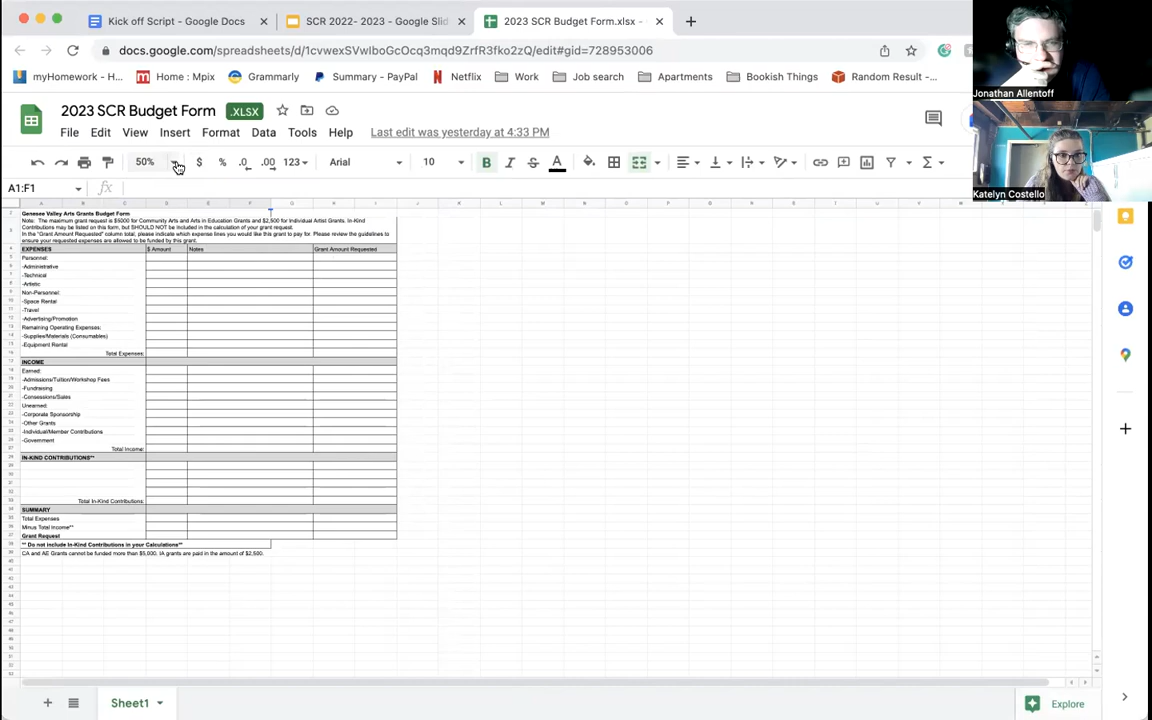 Kick off Script - Google Docs
SCR 2022- 2023 - Google Slid
2023 SCR Budget Form.xlsx -
docs.google.com/spreadsheets/d/1cvwexSVwlboGcOcq3mqd9ZrfR3fko2zQ/edit#gid=728953006
myHomework - H...
Home : Mpix
Grammarly
Summary - PayPal
Netflix
Work
Job search
Apartments
Bookish Things
Random Result -...
Jonathan Allentoff
Katelyn Costello
2023 SCR Budget Form .XLSX
File Edit View Insert Format Data Tools Help Last edit was yesterday at 4:33 PM
50% $ % .0 .00 123 Arial 10 B I S A
A1:F1 fx
Genesee Valley Arts Grants Budget Form
Note: The maximum grant request is $5000 for Community Arts and Arts in Education Grants and $2,500 for Individual Artist Grants. In-Kind
Contributions may be listed on this form, but SHOULD NOT be included in the calculation of your grant request.
In the "Grant Amount Requested" column total, please indicate which expense lines you would like this grant to pay for. Please review the guidelines to
ensure your requested expenses are allowed to be funded by this grant.
EXPENSES $ Amount Notes Grant Amount Requested
Personnel:
-Administrative
-Technical
-Artistic
Non-Personnel:
-Space Rental
-Travel
-Advertising/Promotion
Remaining Operating Expenses:
-Supplies/Materials (Consumables)
-Equipment Rental
Total Expenses:
INCOME
Earned:
-Admissions/Tuition/Workshop Fees
-Fundraising
-Consessions/Sales
Unearned:
-Corporate Sponsorship
-Other Grants
-Individual/Member Contributions
-Government
Total Income:
IN-KIND CONTRIBUTIONS**
Total In-Kind Contributions:
SUMMARY
Total Expenses
Minus Total Income**
Grant Request
** Do not include In-Kind Contributions in your Calculations**
CA and AE Grants cannot be funded more than $5,000. IA grants are paid in the amount of $2,500.
Sheet1
Explore